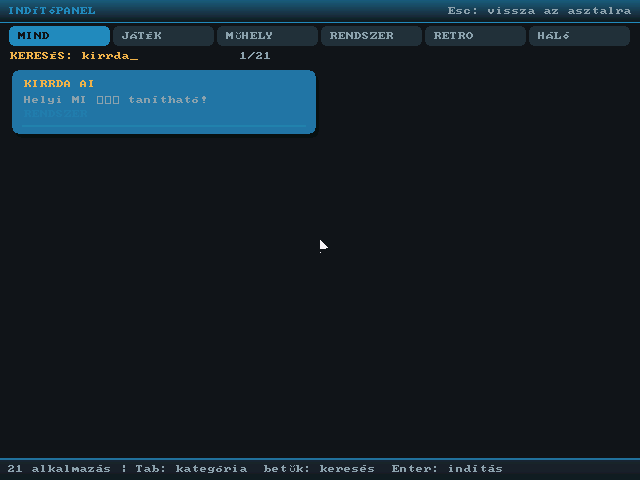 INDÍTÓPANEL Esc: vissza az asztalra
MIND JÁTÉK MŰHELY RENDSZER RETRO HÁLÓ
KERESÉS: kirrda_ 1/21
KIRRDA AI
Helyi MI □□□ tanítható!
RENDSZER
21 alkalmazás | Tab: kategória betűk: keresés Enter: indítás